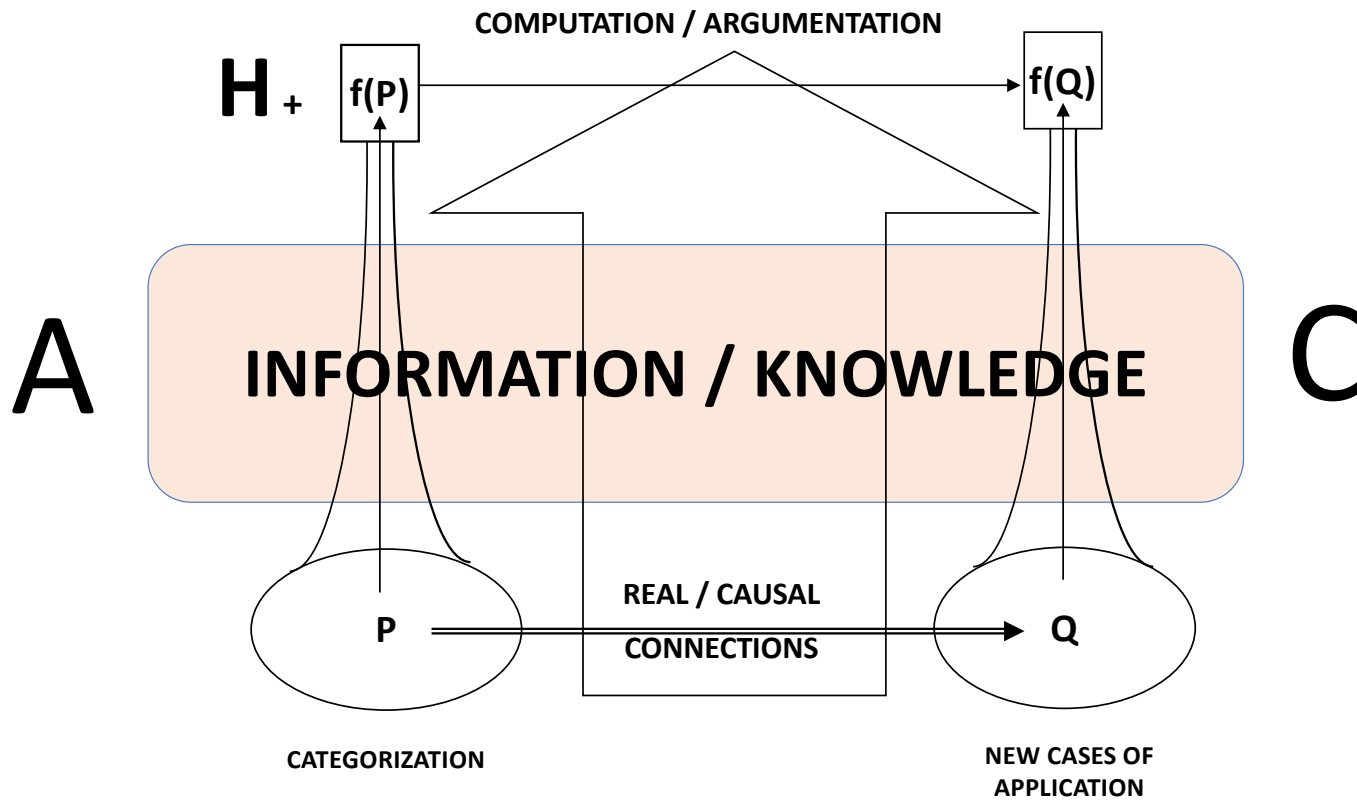 COMPUTATION / ARGUMENTATION
H + f(P) f(Q)
A INFORMATION / KNOWLEDGE C
REAL / CAUSAL
P Q
CONNECTIONS
CATEGORIZATION
NEW CASES OF
APPLICATION